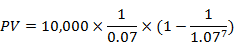 PV = 10,000 × 1/0.07 × (1 − 1/1.07⁷)